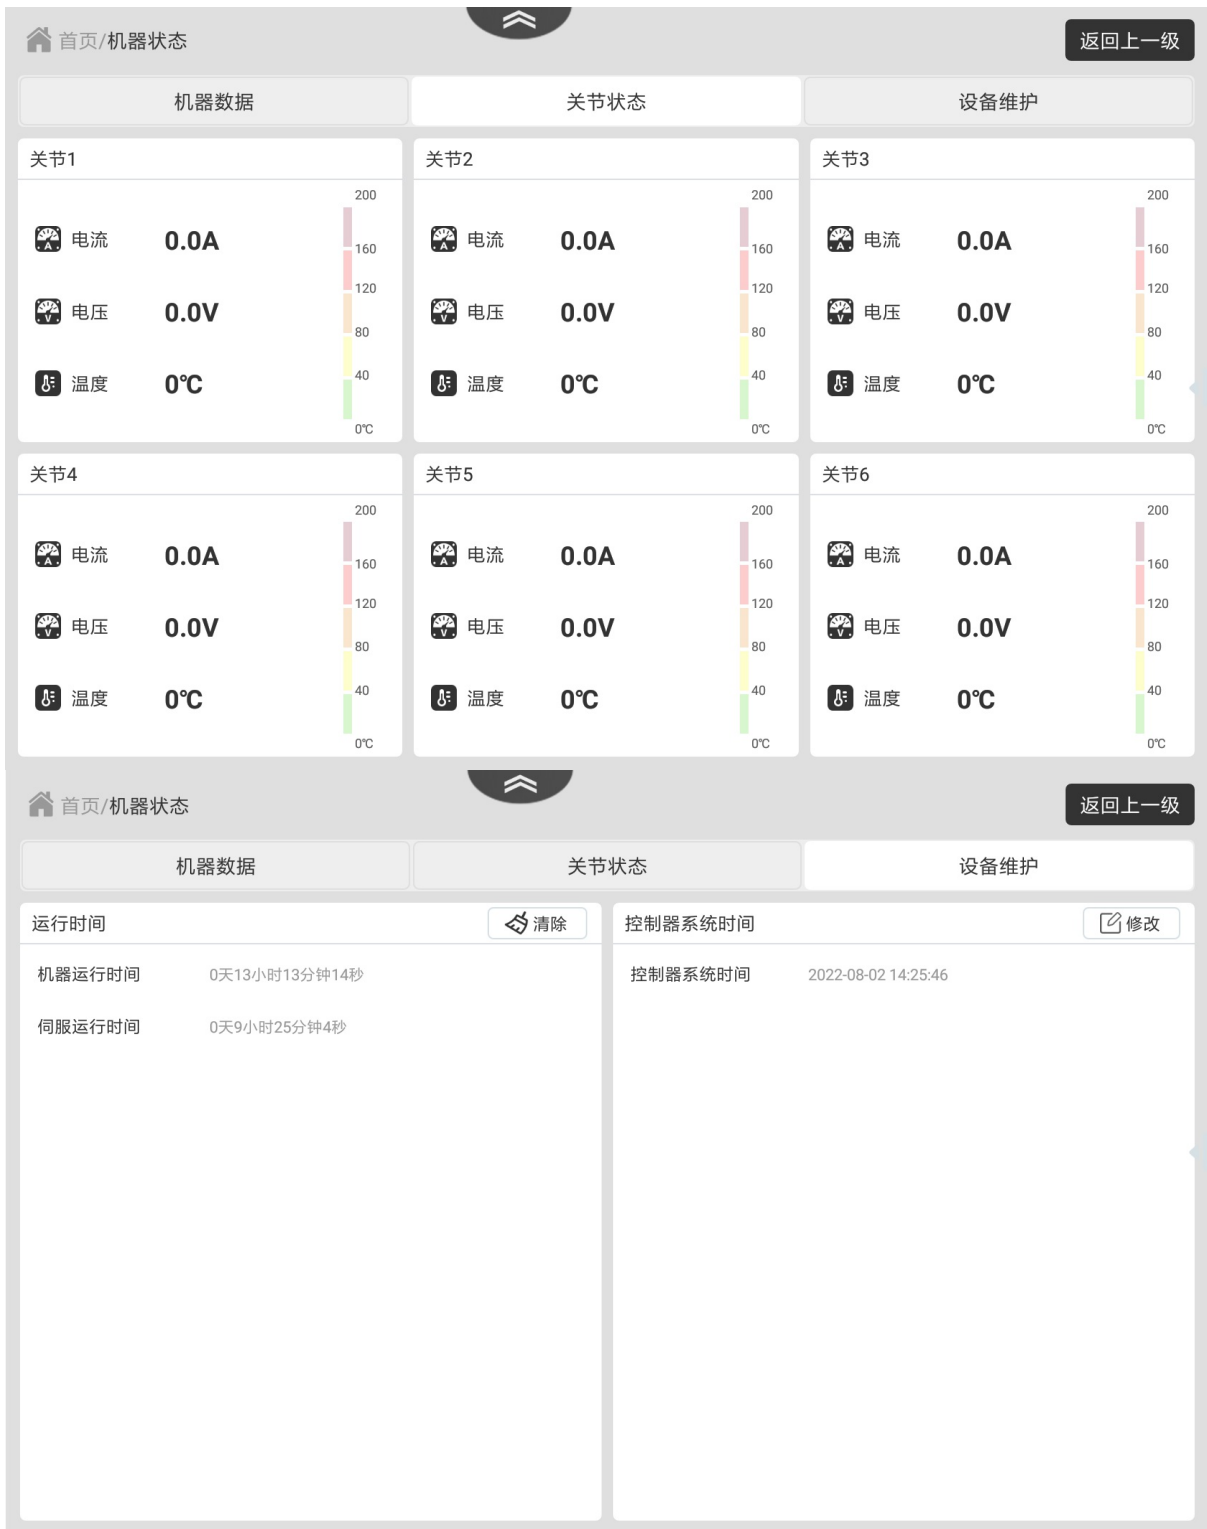 首页/机器状态
返回上一级
机器数据 关节状态 设备维护
关节1 关节2 关节3
200 200 200
电流 0.0A 电流 0.0A 电流 0.0A
160 160 160
120 120 120
电压 0.0V 电压 0.0V 电压 0.0V
80 80 80
40 40 40
温度 0℃ 温度 0℃ 温度 0℃
0℃ 0℃ 0℃
关节4 关节5 关节6
200 200 200
电流 0.0A 电流 0.0A 电流 0.0A
160 160 160
120 120 120
电压 0.0V 电压 0.0V 电压 0.0V
80 80 80
40 40 40
温度 0℃ 温度 0℃ 温度 0℃
0℃ 0℃ 0℃
首页/机器状态
返回上一级
机器数据 关节状态 设备维护
运行时间 清除 控制器系统时间 修改
机器运行时间 0天13小时13分钟14秒 控制器系统时间 2022-08-02 14:25:46
伺服运行时间 0天9小时25分钟4秒